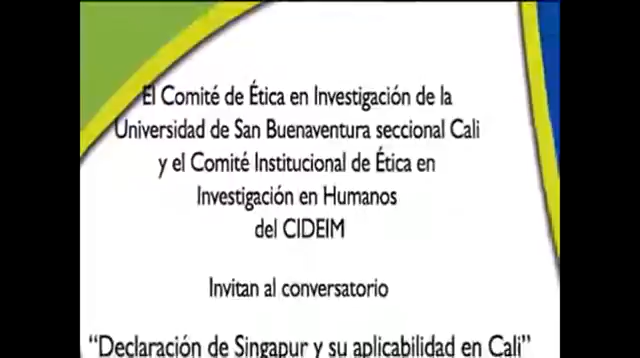 El Comité de Ética en Investigación de la
Universidad de San Buenaventura seccional Cali
y el Comité Institucional de Ética en
Investigación en Humanos
del CIDEIM
Invitan al conversatorio
“Declaración de Singapur y su aplicabilidad en Cali”